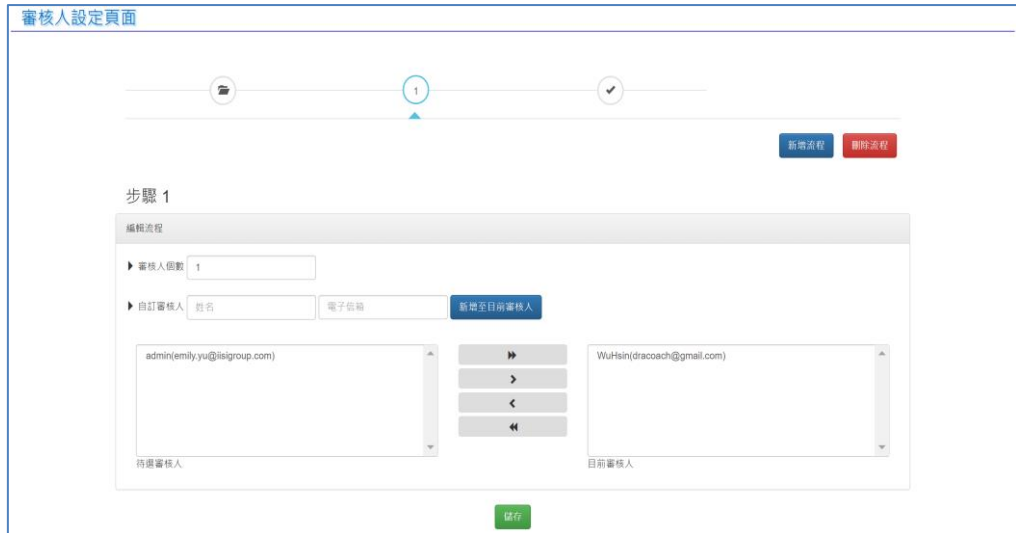 審核人設定頁面
1
新增流程 刪除流程
步驟 1
編輯流程
審核人個數 1
自訂審核人 姓名 電子信箱 新增至目前審核人
admin(emily.yu@iisigroup.com) WuHsin(dracoach@gmail.com)
待選審核人 目前審核人
儲存